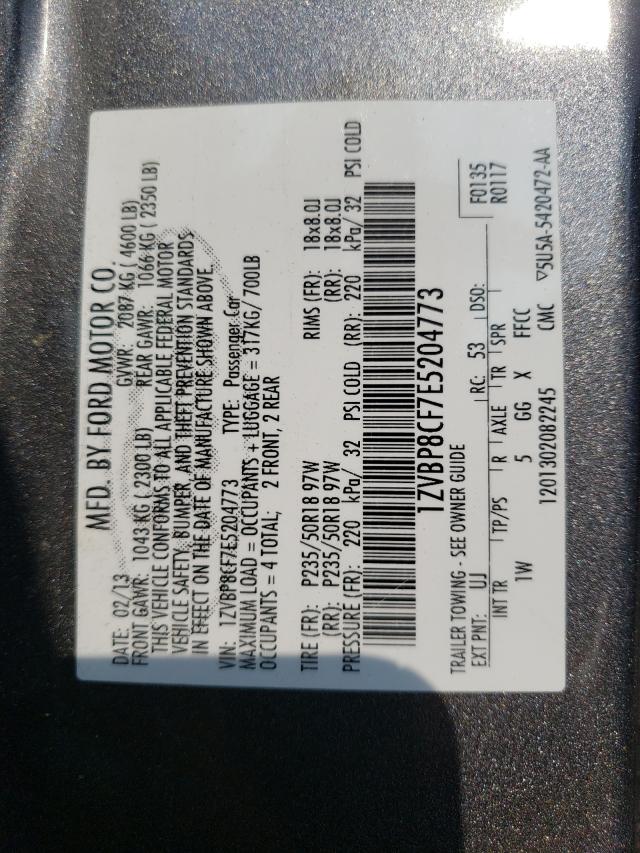 MFD. BY FORD MOTOR CO.
DATE: 02/13 GVWR: 2087 KG ( 4600 LB)
FRONT GAWR: 1043 KG ( 2300 LB) REAR GAWR: 1066 KG ( 2350 LB)
THIS VEHICLE CONFORMS TO ALL APPLICABLE FEDERAL MOTOR
VEHICLE SAFETY, BUMPER, AND THEFT PREVENTION STANDARDS
IN EFFECT ON THE DATE OF MANUFACTURE SHOWN ABOVE.
VIN: 1ZVBP8CF7E5204773 TYPE: Passenger Car
MAXIMUM LOAD = OCCUPANTS + LUGGAGE = 317KG/ 700LB
OCCUPANTS = 4 TOTAL; 2 FRONT, 2 REAR
TIRE (FR): P235/50R18 97W RIMS (FR): 18x8.0J
(RR): P235/50R18 97W (RR): 18x8.0J
PRESSURE (FR): 220 kPa/ 32 PSI COLD (RR): 220 kPa/ 32 PSI COLD
1ZVBP8CF7E5204773
TRAILER TOWING - SEE OWNER GUIDE F0135
EXT PNT: UJ RC: 53 DSO: R0117
INT TR TP/PS R AXLE TR SPR
1W 5 GG X FFCC
1201302082245 CMC ▽5U5A-5420472-AA